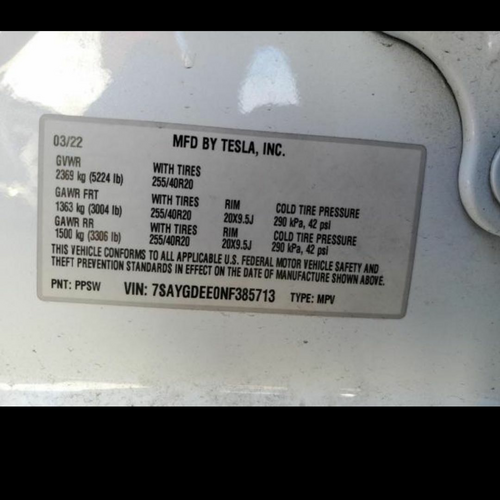 03/22 MFD BY TESLA, INC.
GVWR WITH TIRES
2369 kg (5224 lb) 255/40R20
GAWR FRT WITH TIRES RIM COLD TIRE PRESSURE
1363 kg (3004 lb) 255/40R20 20X9.5J 290 kPa, 42 psi
GAWR RR WITH TIRES RIM COLD TIRE PRESSURE
1500 kg (3306 lb) 255/40R20 20X9.5J 290 kPa, 42 psi
THIS VEHICLE CONFORMS TO ALL APPLICABLE U.S. FEDERAL MOTOR VEHICLE SAFETY AND
THEFT PREVENTION STANDARDS IN EFFECT ON THE DATE OF MANUFACTURE SHOWN ABOVE.
PNT: PPSW VIN: 7SAYGDEE0NF385713 TYPE: MPV